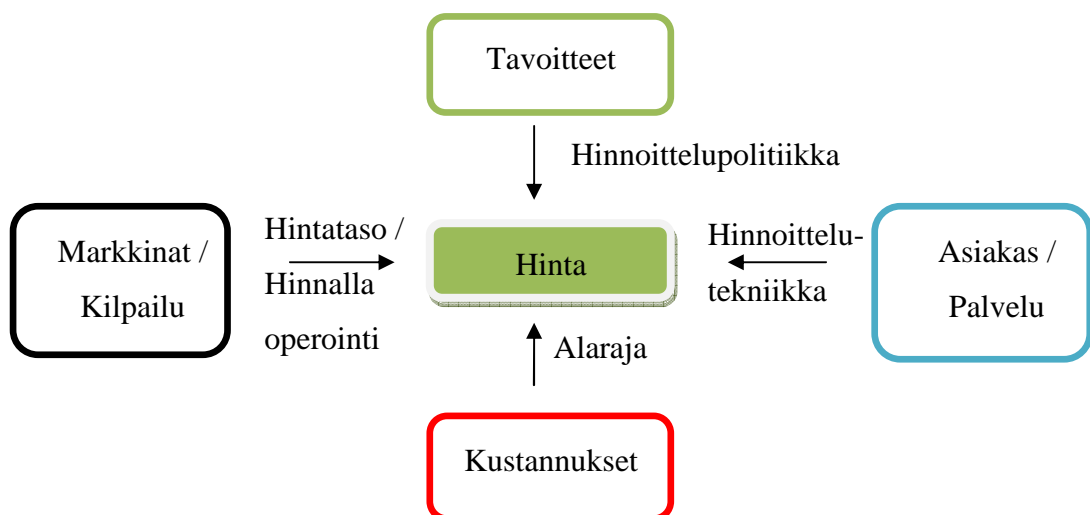 Tavoitteet
Hinnoittelupolitiikka
Markkinat /
Kilpailu
Hintataso /
Hinnalla
operointi
Hinta
Hinnoittelu-
tekniikka
Asiakas /
Palvelu
Alaraja
Kustannukset